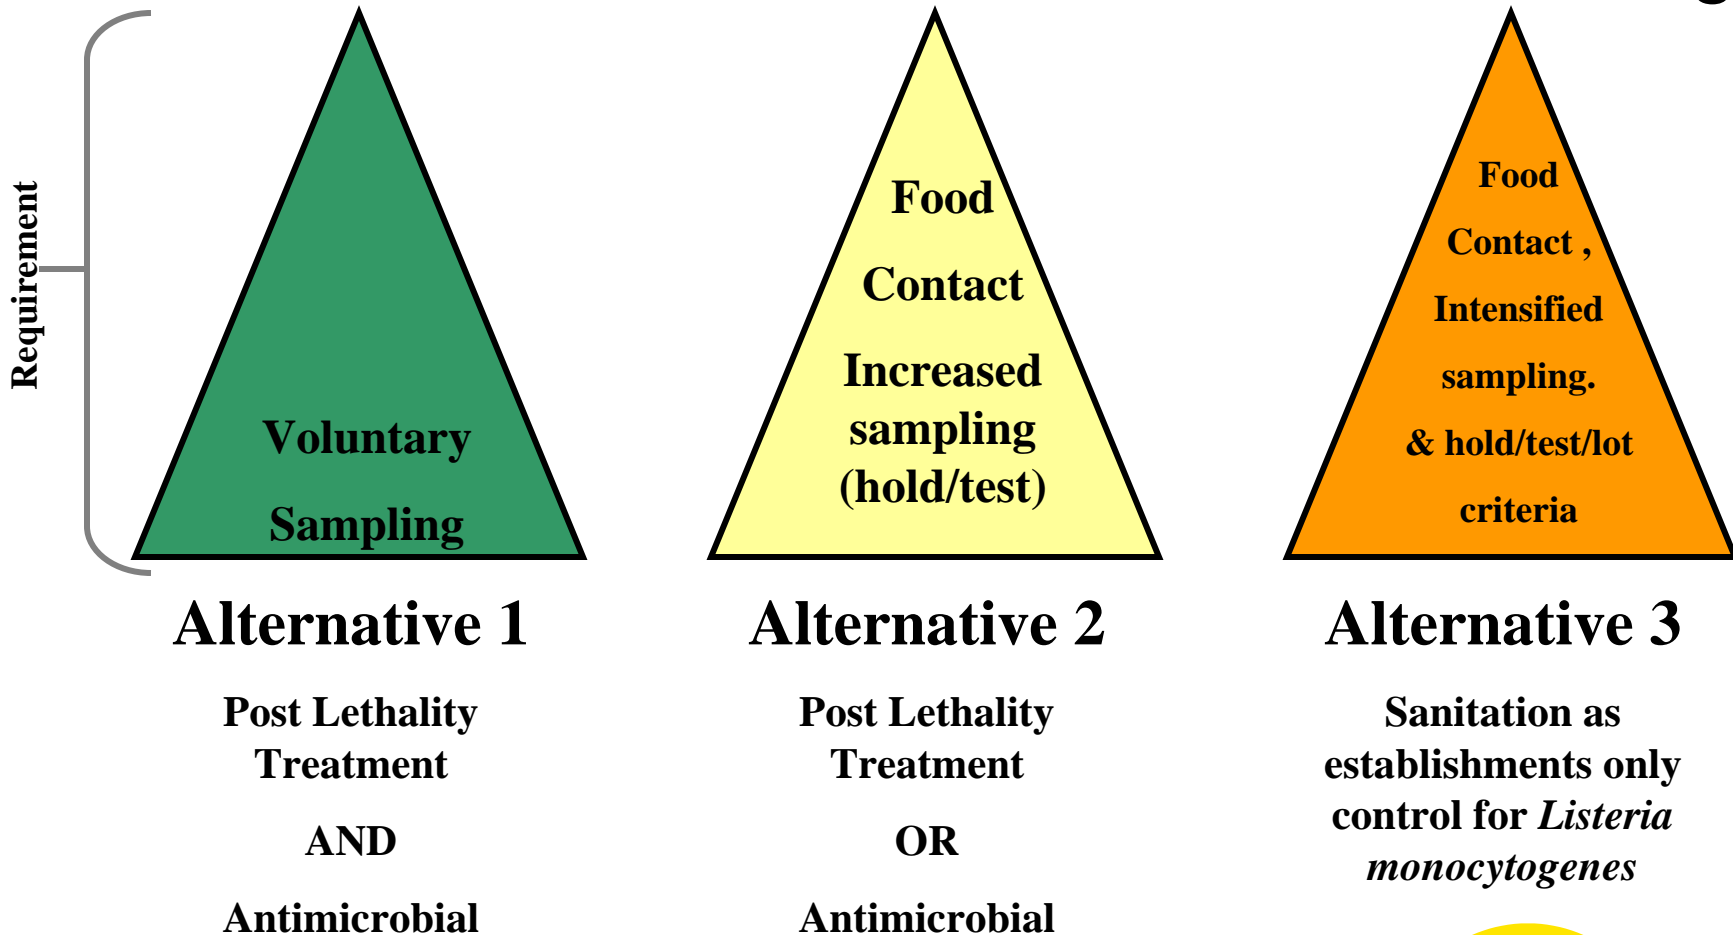 Requirement
Voluntary
Sampling
Alternative 1
Post Lethality
Treatment
AND
Antimicrobial
Food
Contact
Increased
sampling
(hold/test)
Alternative 2
Post Lethality
Treatment
OR
Antimicrobial
Food
Contact ,
Intensified
sampling.
& hold/test/lot
criteria
Alternative 3
Sanitation as
establishments only
control for Listeria
monocytogenes